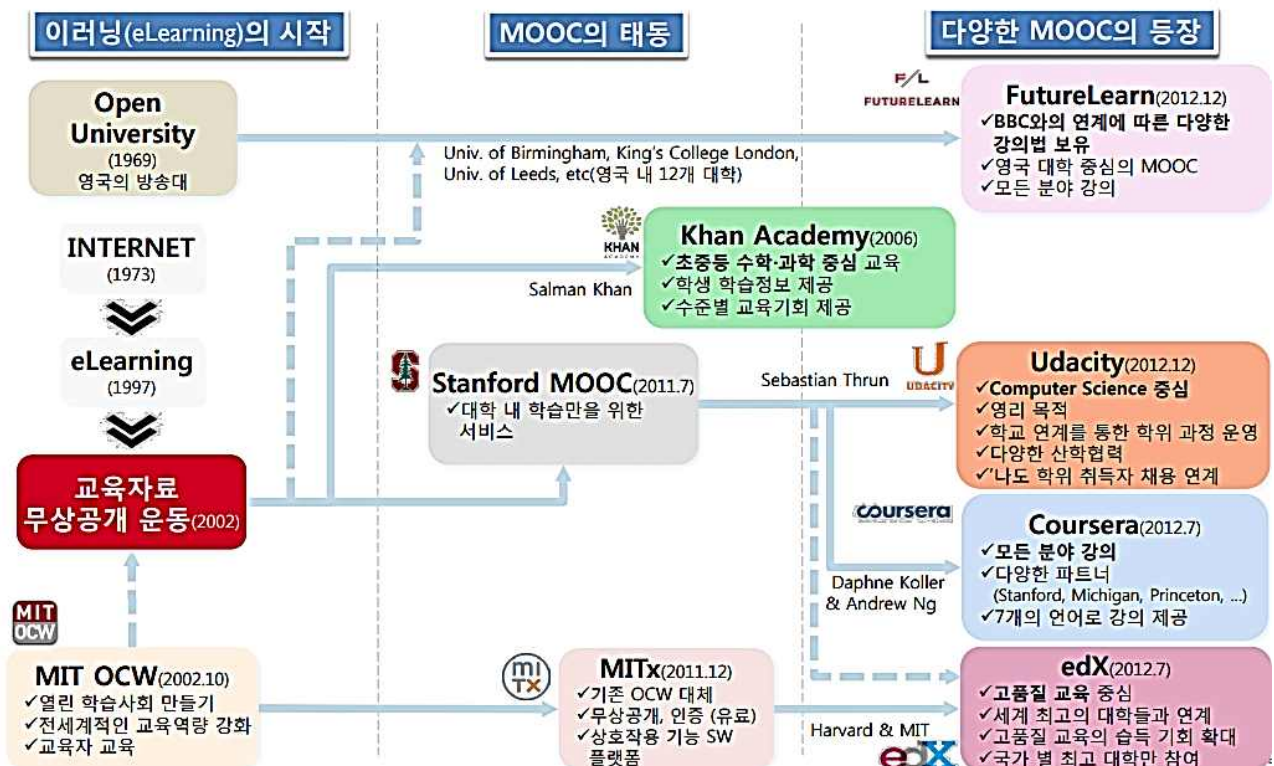 이러닝(eLearning)의 시작
MOOC의 태동
다양한 MOOC의 등장
Open
University
(1969)
영국의 방송대
INTERNET
(1973)
eLearning
(1997)
교육자료
무상공개 운동(2002)
MIT
OCW
MIT OCW(2002.10)
✓열린 학습사회 만들기
✓전세계적인 교육역량 강화
✓교육자 교육
Univ. of Birmingham, King's College London,
Univ. of Leeds, etc(영국 내 12개 대학)
KHAN
ACADEMY
Salman Khan
Khan Academy(2006)
✓초중등 수학·과학 중심 교육
✓학생 학습정보 제공
✓수준별 교육기회 제공
S
Stanford MOOC(2011.7)
✓대학 내 학습만을 위한
서비스
mi
Tx
MITx(2011.12)
✓기존 OCW 대체
✓무상공개, 인증 (유료)
✓상호작용 기능 SW
플랫폼
F/L
FUTURELEARN
FutureLearn(2012.12)
✓BBC와의 연계에 따른 다양한
강의법 보유
✓영국 대학 중심의 MOOC
✓모든 분야 강의
Sebastian Thrun
U
UDACITY
Udacity(2012.12)
✓Computer Science 중심
✓영리 목적
✓학교 연계를 통한 학위 과정 운영
✓다양한 산학협력
✓'나도 학위 취득자 채용 연계
coursera
Daphne Koller
& Andrew Ng
Coursera(2012.7)
✓모든 분야 강의
✓다양한 파트너
(Stanford, Michigan, Princeton, ...)
✓7개의 언어로 강의 제공
Harvard & MIT
edX
edX(2012.7)
✓고품질 교육 중심
✓세계 최고의 대학들과 연계
✓고품질 교육의 습득 기회 확대
✓국가 별 최고 대학만 참여